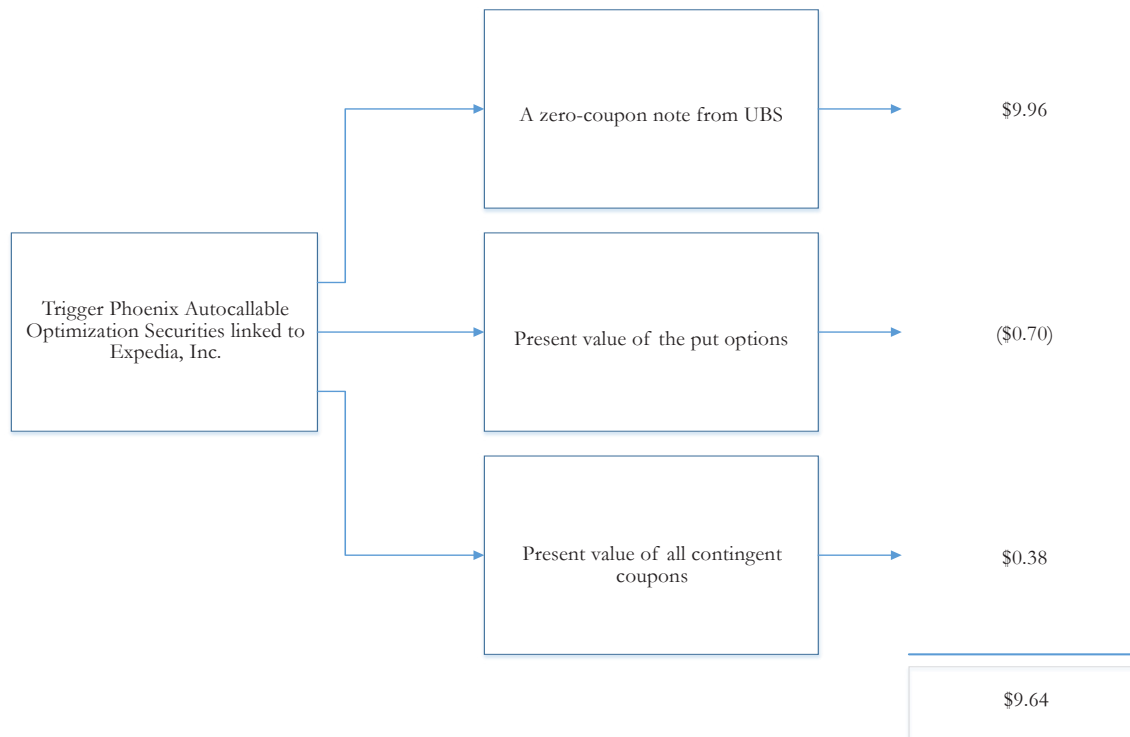 A zero-coupon note from UBS
$9.96
Trigger Phoenix Autocallable
Optimization Securities linked to
Expedia, Inc.
Present value of the put options
($0.70)
Present value of all contingent
coupons
$0.38
$9.64